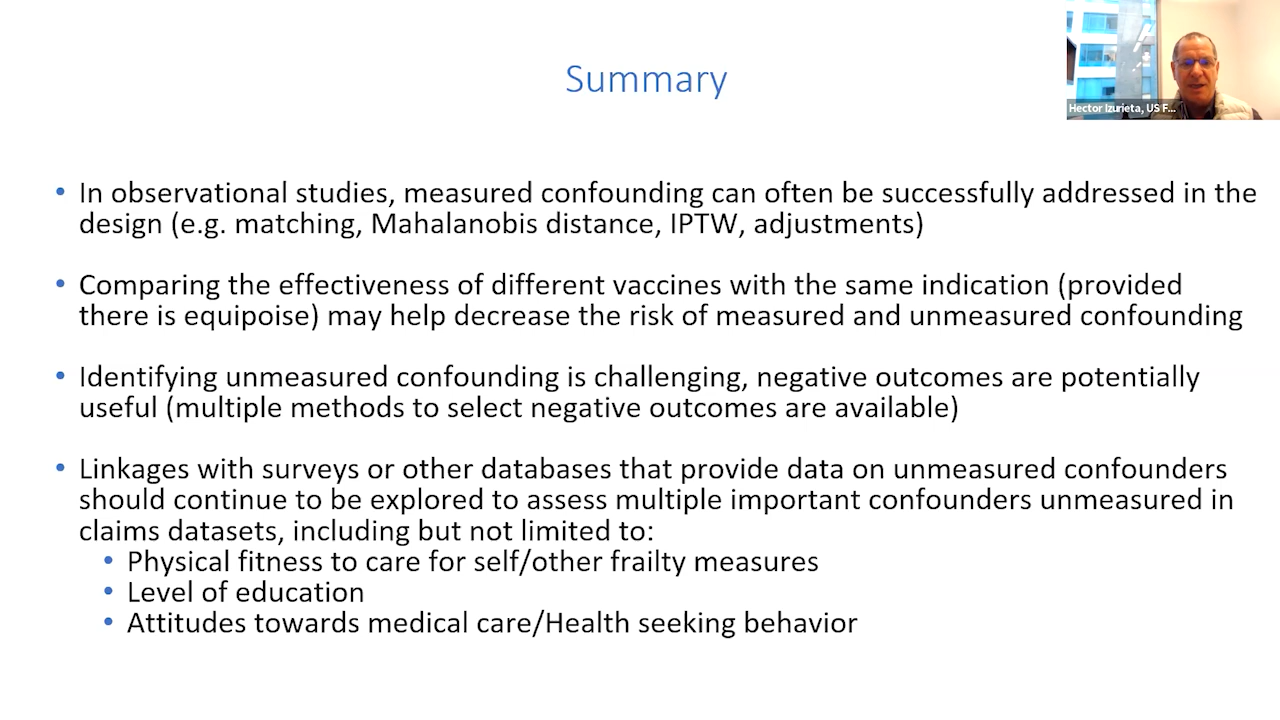 Summary
Hector Izurieta, US F...
• In observational studies, measured confounding can often be successfully addressed in the
design (e.g. matching, Mahalanobis distance, IPTW, adjustments)
• Comparing the effectiveness of different vaccines with the same indication (provided
there is equipoise) may help decrease the risk of measured and unmeasured confounding
• Identifying unmeasured confounding is challenging, negative outcomes are potentially
useful (multiple methods to select negative outcomes are available)
• Linkages with surveys or other databases that provide data on unmeasured confounders
should continue to be explored to assess multiple important confounders unmeasured in
claims datasets, including but not limited to:
• Physical fitness to care for self/other frailty measures
• Level of education
• Attitudes towards medical care/Health seeking behavior